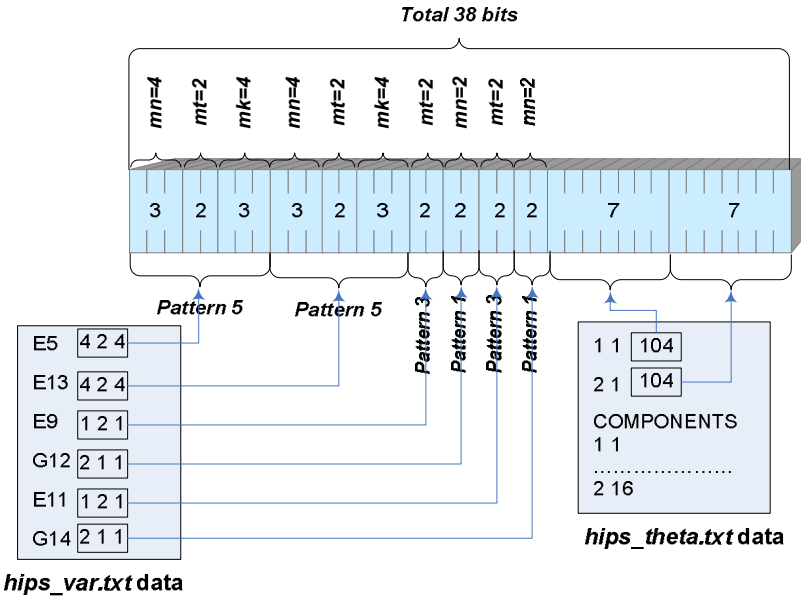 Total 38 bits
mn=4 mt=2 mk=4 mn=4 mt=2 mk=4 mt=2 mn=2 mt=2 mn=2
3 2 3 3 2 3 2 2 2 2 7 7
Pattern 5 Pattern 5 Pattern 3 Pattern 1 Pattern 3 Pattern 1
E5 4 2 4
E13 4 2 4
E9 1 2 1
G12 2 1 1
E11 1 2 1
G14 2 1 1
hips_var.txt data
1 1 104
2 1 104
COMPONENTS
1 1
.....................
2 16
hips_theta.txt data